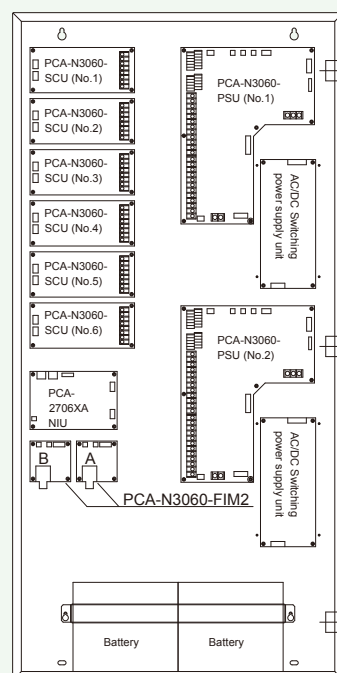 PCA-N3060-
SCU (No.1)
PCA-N3060-
SCU (No.2)
PCA-N3060-
SCU (No.3)
PCA-N3060-
SCU (No.4)
PCA-N3060-
SCU (No.5)
PCA-N3060-
SCU (No.6)
PCA-
2706XA
NIU
B
A
PCA-N3060-FIM2
PCA-N3060-
PSU (No.1)
AC/DC Switching
power supply unit
PCA-N3060-
PSU (No.2)
AC/DC Switching
power supply unit
Battery
Battery